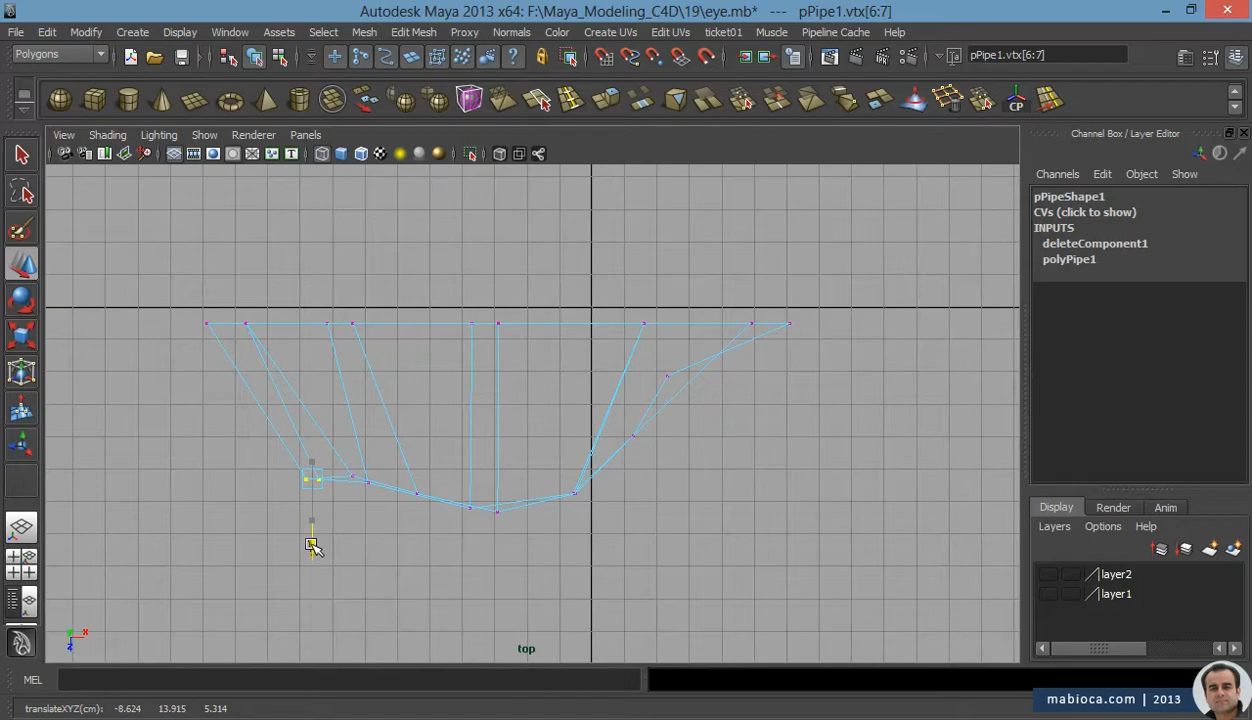 Autodesk Maya 2013 x64: F:\Maya_Modeling_C4D\19\eye.mb* --- pPipe1.vtx[6:7]
File Edit Modify Create Display Window Assets Select Mesh Edit Mesh Proxy Normals Color Create UVs Edit UVs ticket01 Muscle Pipeline Cache Help
Polygons
pPipe1.vtx[6:7]
CP
View Shading Lighting Show Renderer Panels
Channel Box / Layer Editor
Channels Edit Object Show
pPipeShape1
CVs (click to show)
INPUTS
deleteComponent1
polyPipe1
Display Render Anim
Layers Options Help
layer2
layer1
x
z
top
MEL
mabioca.com | 2013
translateXYZ(cm): -8.624 13.915 5.314